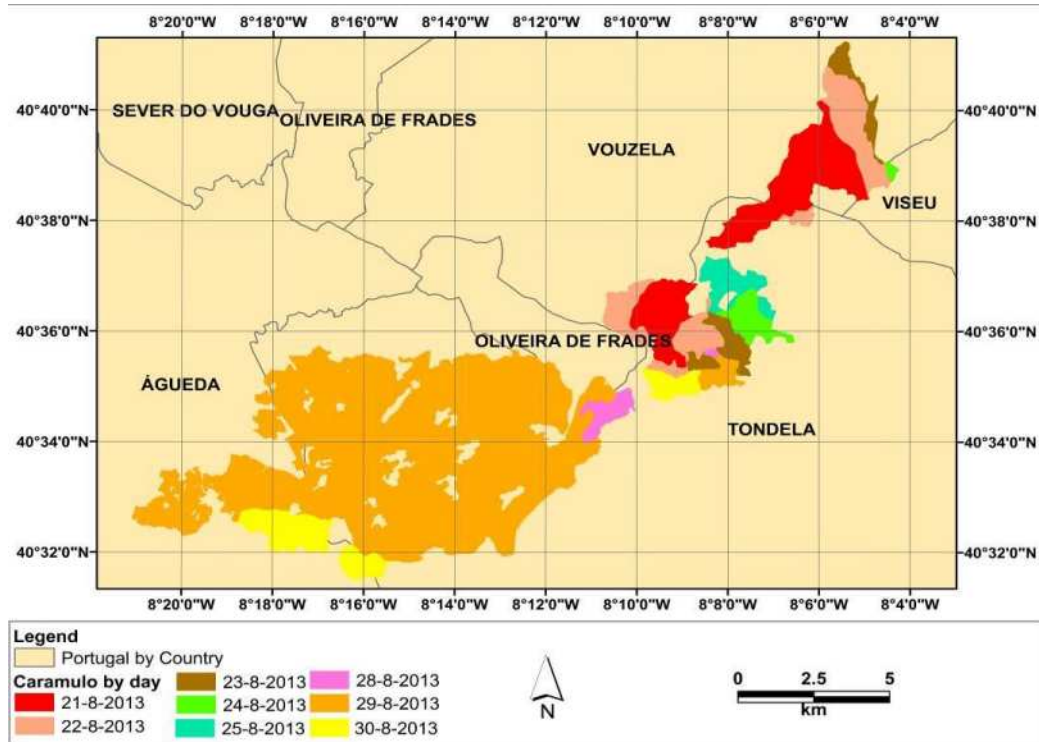 8°20'0"W 8°18'0"W 8°16'0"W 8°14'0"W 8°12'0"W 8°10'0"W 8°8'0"W 8°6'0"W 8°4'0"W
40°40'0"N
40°38'0"N
40°36'0"N
40°34'0"N
40°32'0"N
SEVER DO VOUGA
OLIVEIRA DE FRADES
VOUZELA
VISEU
OLIVEIRA DE FRADES
ÁGUEDA
TONDELA
40°40'0"N
40°38'0"N
40°36'0"N
40°34'0"N
40°32'0"N
8°20'0"W 8°18'0"W 8°16'0"W 8°14'0"W 8°12'0"W 8°10'0"W 8°8'0"W 8°6'0"W 8°4'0"W
Legend
Portugal by Country
Caramulo by day
21-8-2013
22-8-2013
23-8-2013
24-8-2013
25-8-2013
28-8-2013
29-8-2013
30-8-2013
N
0 2.5 5
km